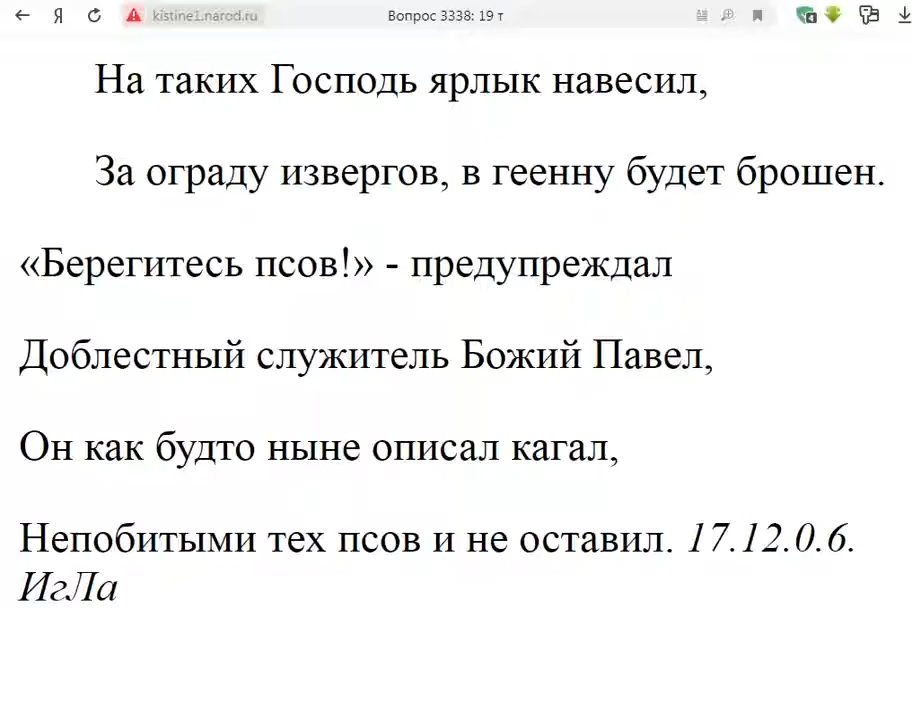 Я kistine1.narod.ru Вопрос 3338: 19 т 4
На таких Господь ярлык навесил,
За ограду извергов, в геенну будет брошен.
«Берегитесь псов!» - предупреждал
Доблестный служитель Божий Павел,
Он как будто ныне описал кагал,
Непобитыми тех псов и не оставил. 17.12.0.6.
ИгЛа